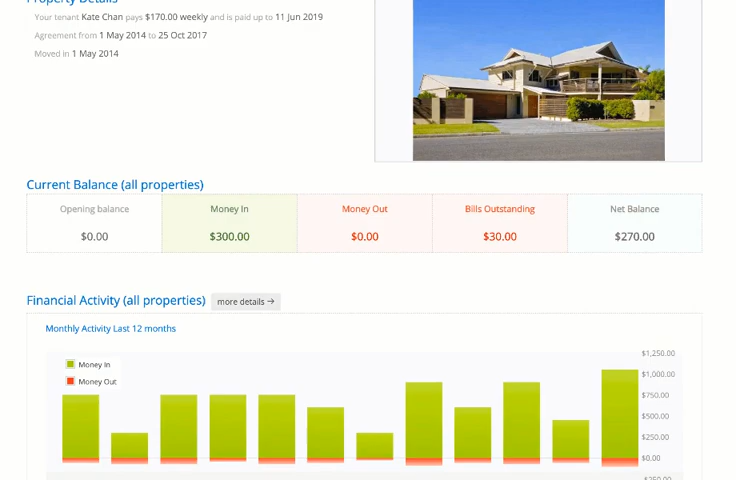 Property Details
Your tenant Kate Chan pays $170.00 weekly and is paid up to 11 Jun 2019
Agreement from 1 May 2014 to 25 Oct 2017
Moved in 1 May 2014
Current Balance (all properties)
Opening balance Money In Money Out Bills Outstanding Net Balance
$0.00 $300.00 $0.00 $30.00 $270.00
Financial Activity (all properties) more details →
Monthly Activity Last 12 months
Money In
Money Out
$1,250.00
$1,000.00
$750.00
$500.00
$250.00
$0.00
-$250.00